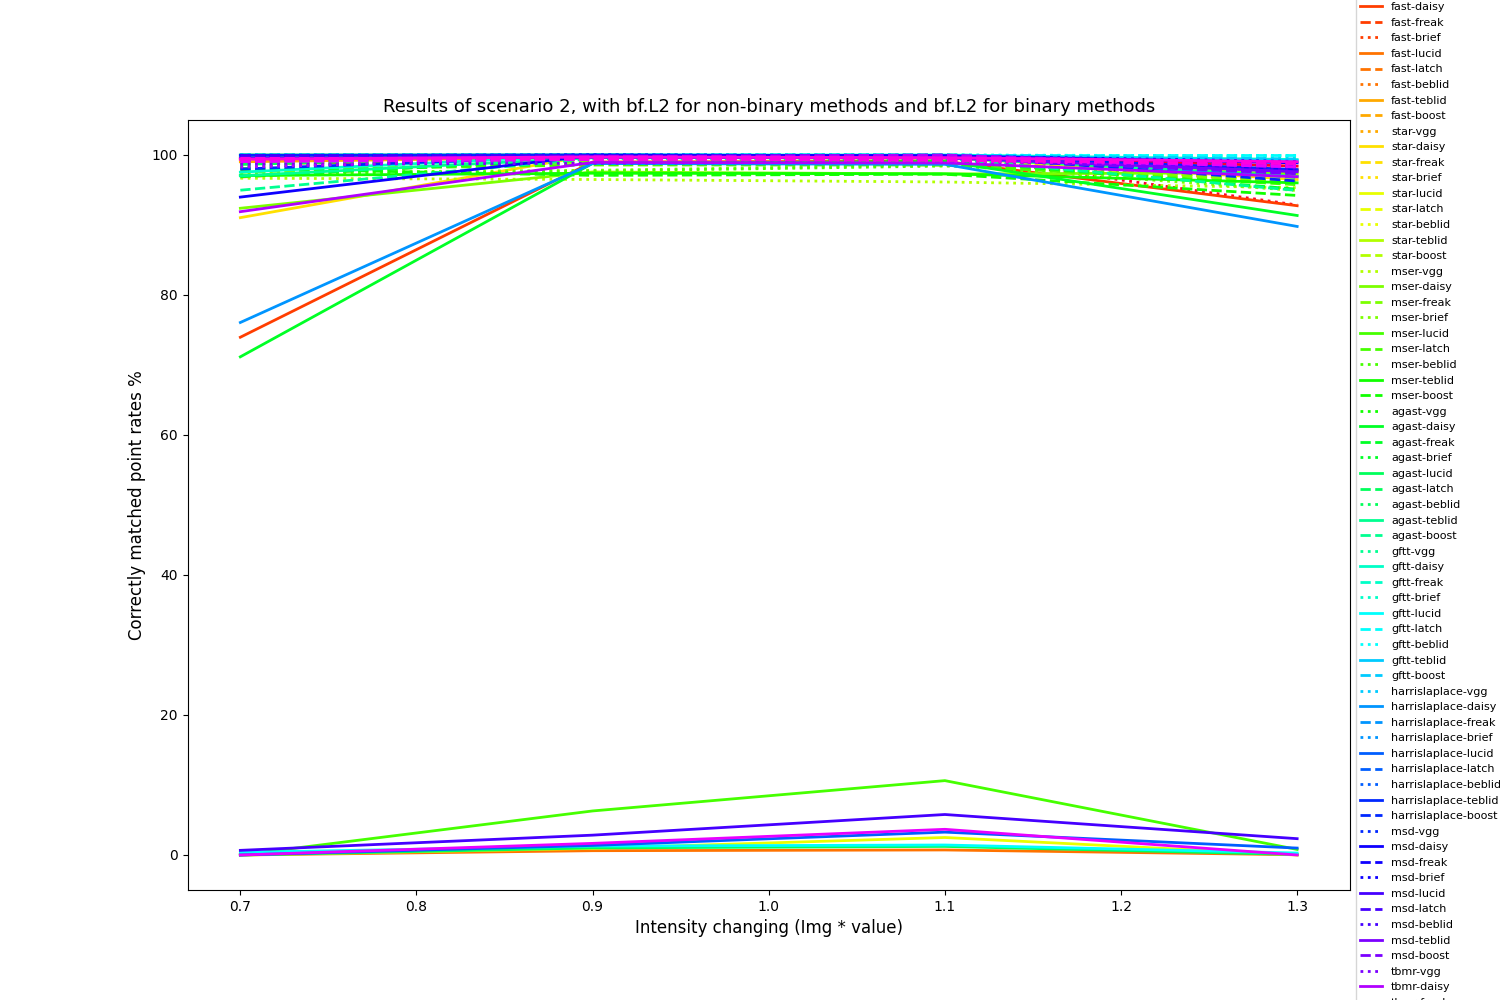 Results of scenario 2, with bf.L2 for non-binary methods and bf.L2 for binary methods
Correctly matched point rates %
100
80
60
40
20
0
0.7
0.8
0.9
1.0
1.1
1.2
1.3
Intensity changing (Img * value)
fast-daisy
fast-freak
fast-brief
fast-lucid
fast-latch
fast-beblid
fast-teblid
fast-boost
star-vgg
star-daisy
star-freak
star-brief
star-lucid
star-latch
star-beblid
star-teblid
star-boost
mser-vgg
mser-daisy
mser-freak
mser-brief
mser-lucid
mser-latch
mser-beblid
mser-teblid
mser-boost
agast-vgg
agast-daisy
agast-freak
agast-brief
agast-lucid
agast-latch
agast-beblid
agast-teblid
agast-boost
gftt-vgg
gftt-daisy
gftt-freak
gftt-brief
gftt-lucid
gftt-latch
gftt-beblid
gftt-teblid
gftt-boost
harrislaplace-vgg
harrislaplace-daisy
harrislaplace-freak
harrislaplace-brief
harrislaplace-lucid
harrislaplace-latch
harrislaplace-beblid
harrislaplace-teblid
harrislaplace-boost
msd-vgg
msd-daisy
msd-freak
msd-brief
msd-lucid
msd-latch
msd-beblid
msd-teblid
msd-boost
tbmr-vgg
tbmr-daisy